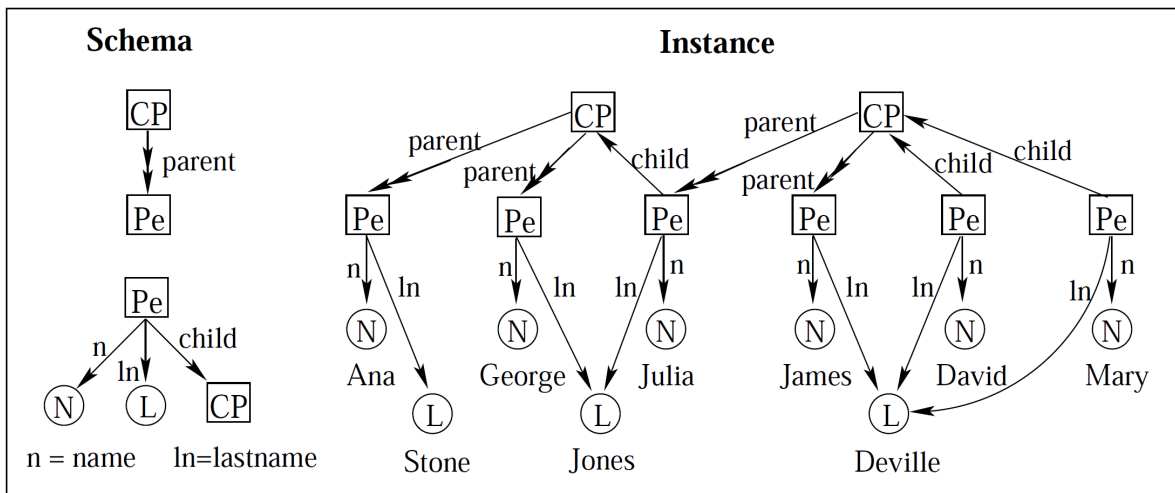 Schema
Instance
CP
parent
Pe
Pe
n
ln
child
N
L
CP
n = name
ln=lastname
CP
CP
parent
parent
child
parent
parent
child
child
Pe
Pe
Pe
Pe
Pe
Pe
n
ln
n
ln
ln
n
n
ln
ln
n
ln
n
N
N
N
N
N
N
Ana
George
Julia
James
David
Mary
L
L
L
Stone
Jones
Deville